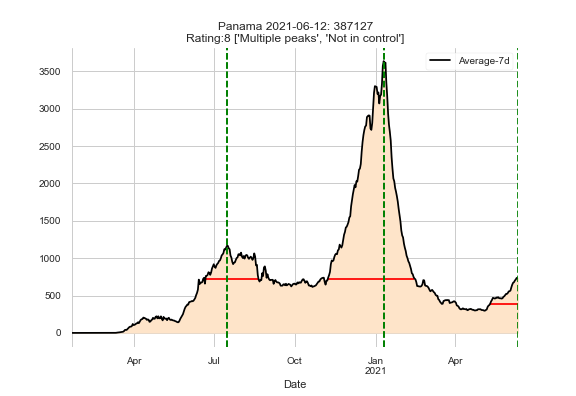 Panama 2021-06-12: 387127
Rating:8 ['Multiple peaks', 'Not in control']
Average-7d
3500
3000
2500
2000
1500
1000
500
0
Apr
Jul
Oct
Jan
2021
Apr
Date